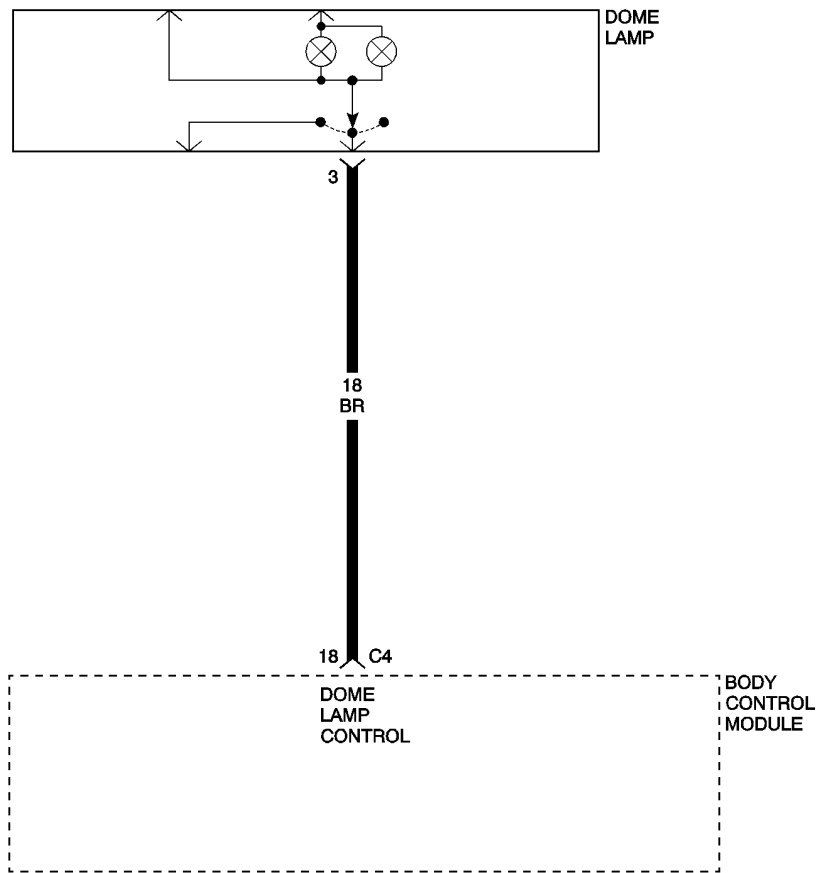 DOME
LAMP
3
18
BR
18 C4
DOME
LAMP
CONTROL
BODY
CONTROL
MODULE